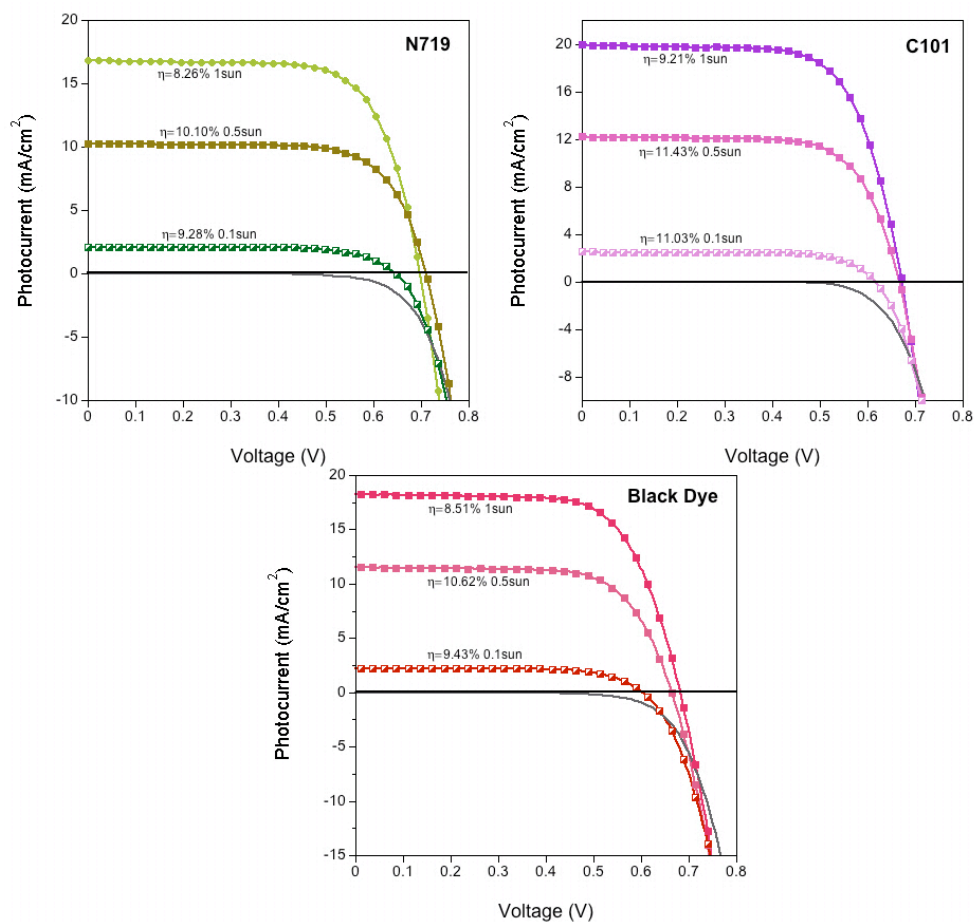 N719
20
15
10
5
0
-5
-10
Photocurrent (mA/cm²)
η=8.26% 1sun
η=10.10% 0.5sun
η=9.28% 0.1sun
0 0.1 0.2 0.3 0.4 0.5 0.6 0.7 0.8
Voltage (V)
C101
20
16
12
8
4
0
-4
-8
Photocurrent (mA/cm²)
η=9.21% 1sun
η=11.43% 0.5sun
η=11.03% 0.1sun
0 0.1 0.2 0.3 0.4 0.5 0.6 0.7 0.8
Voltage (V)
Black Dye
20
15
10
5
0
-5
-10
-15
Photocurrent (mA/cm²)
η=8.51% 1sun
η=10.62% 0.5sun
η=9.43% 0.1sun
0 0.1 0.2 0.3 0.4 0.5 0.6 0.7 0.8
Voltage (V)